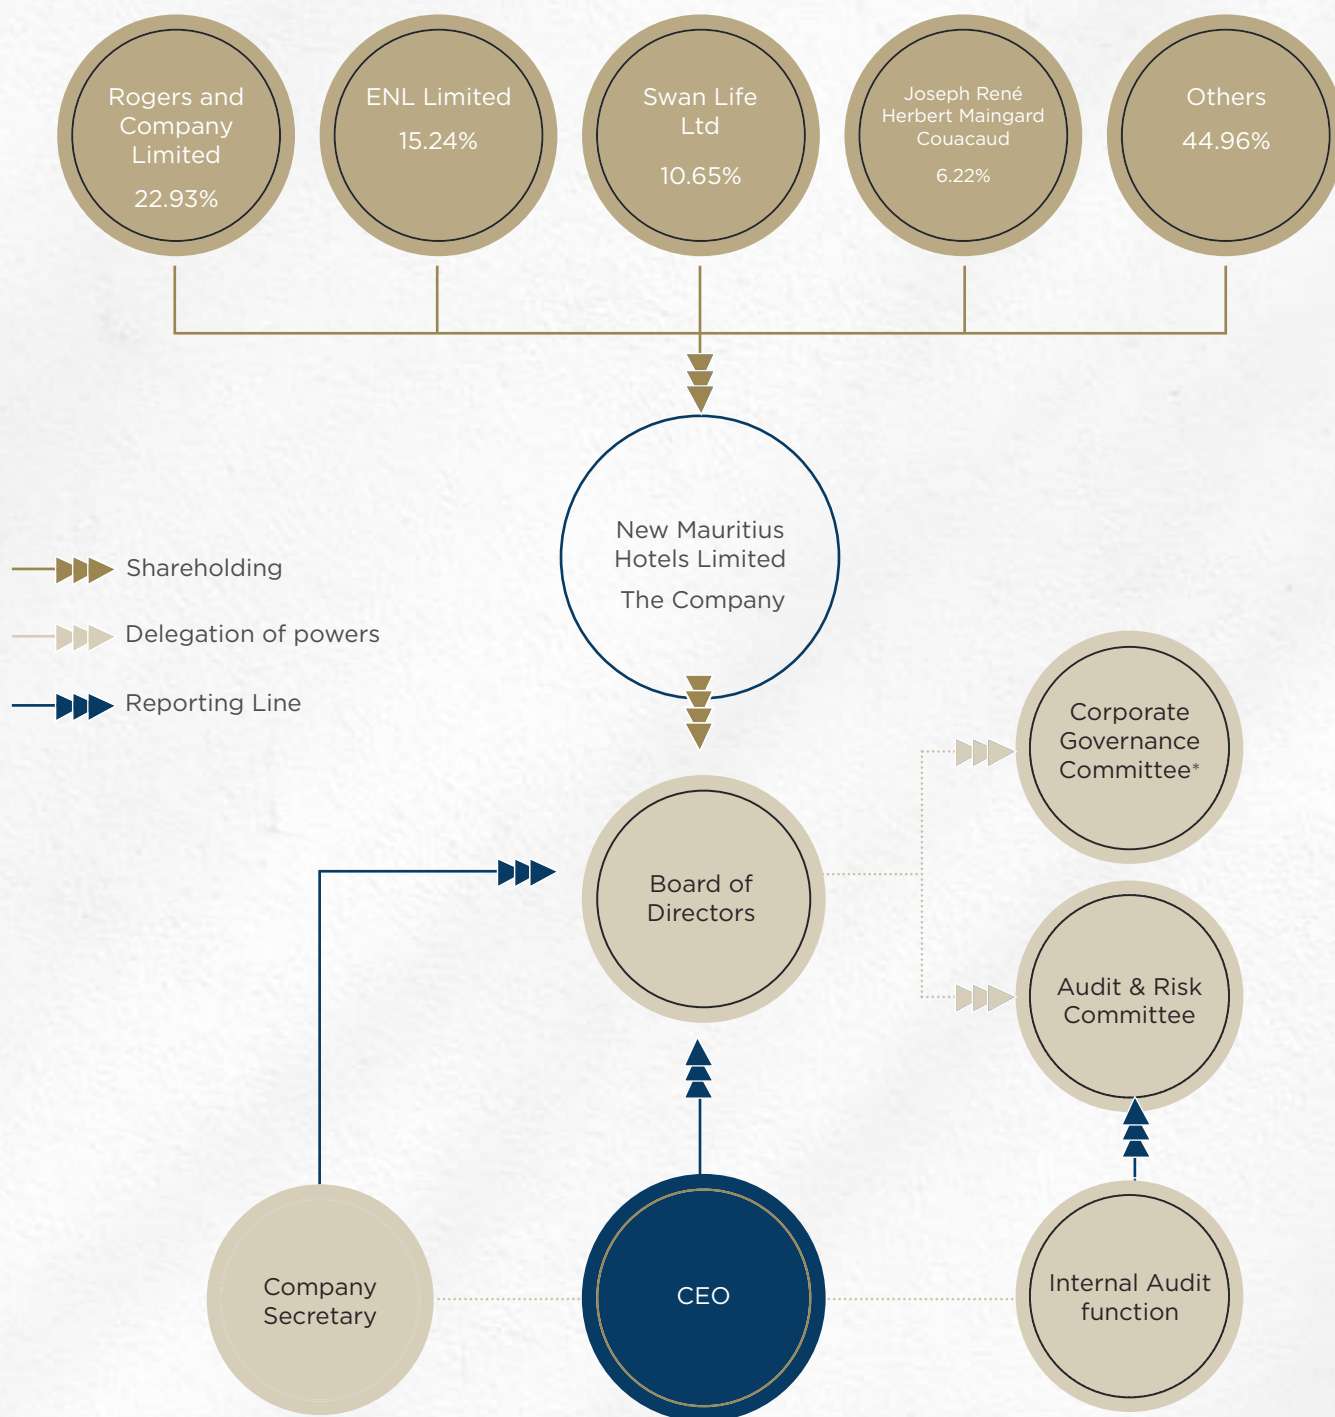 Rogers and
Company
Limited
22.93%
ENL Limited
15.24%
Swan Life
Ltd
10.65%
Joseph René
Herbert Maingard
Couacaud
6.22%
Others
44.96%
New Mauritius
Hotels Limited
The Company
Shareholding
Delegation of powers
Reporting Line
Corporate
Governance
Committee*
Board of
Directors
Audit & Risk
Committee
Company
Secretary
CEO
Internal Audit
function